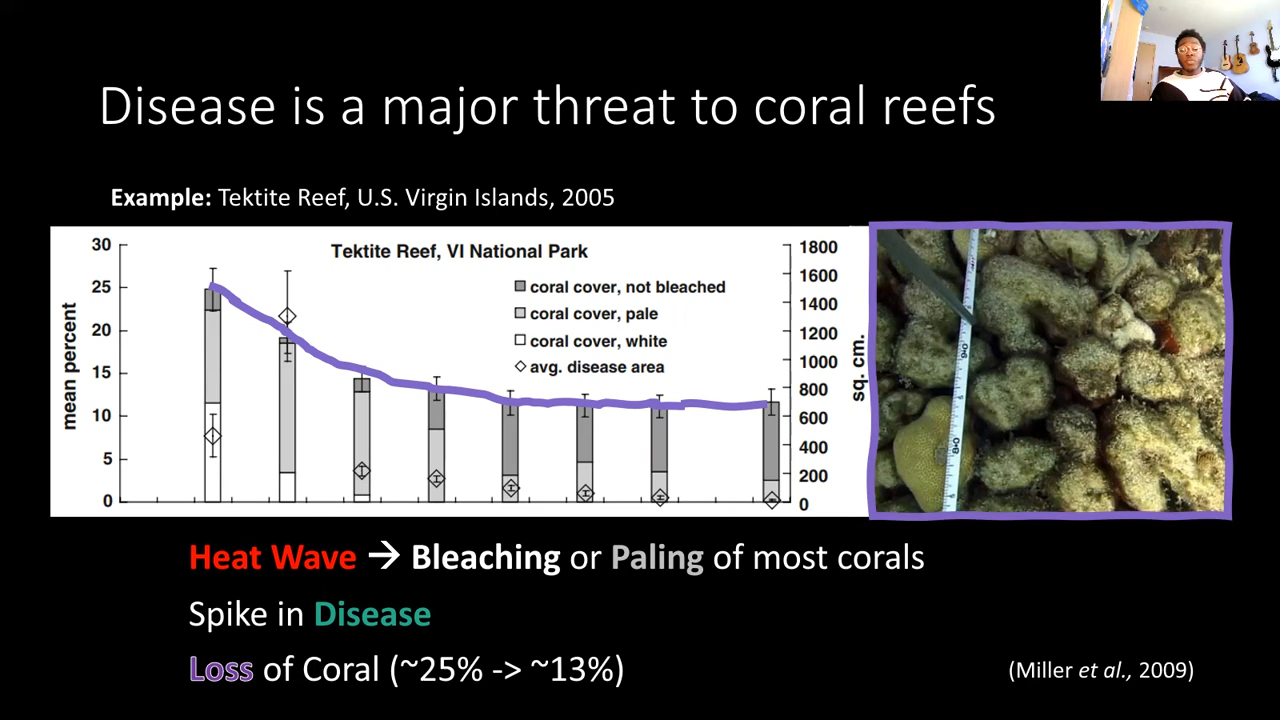 Disease is a major threat to coral reefs
Example: Tektite Reef, U.S. Virgin Islands, 2005
Tektite Reef, VI National Park
mean percent
30
25
20
15
10
5
0
coral cover, not bleached
coral cover, pale
coral cover, white
avg. disease area
1800
1600
1400
1200
1000
800
600
400
200
0
sq. cm.
Heat Wave → Bleaching or Paling of most corals
Spike in Disease
Loss of Coral (~25% -> ~13%)
(Miller et al., 2009)